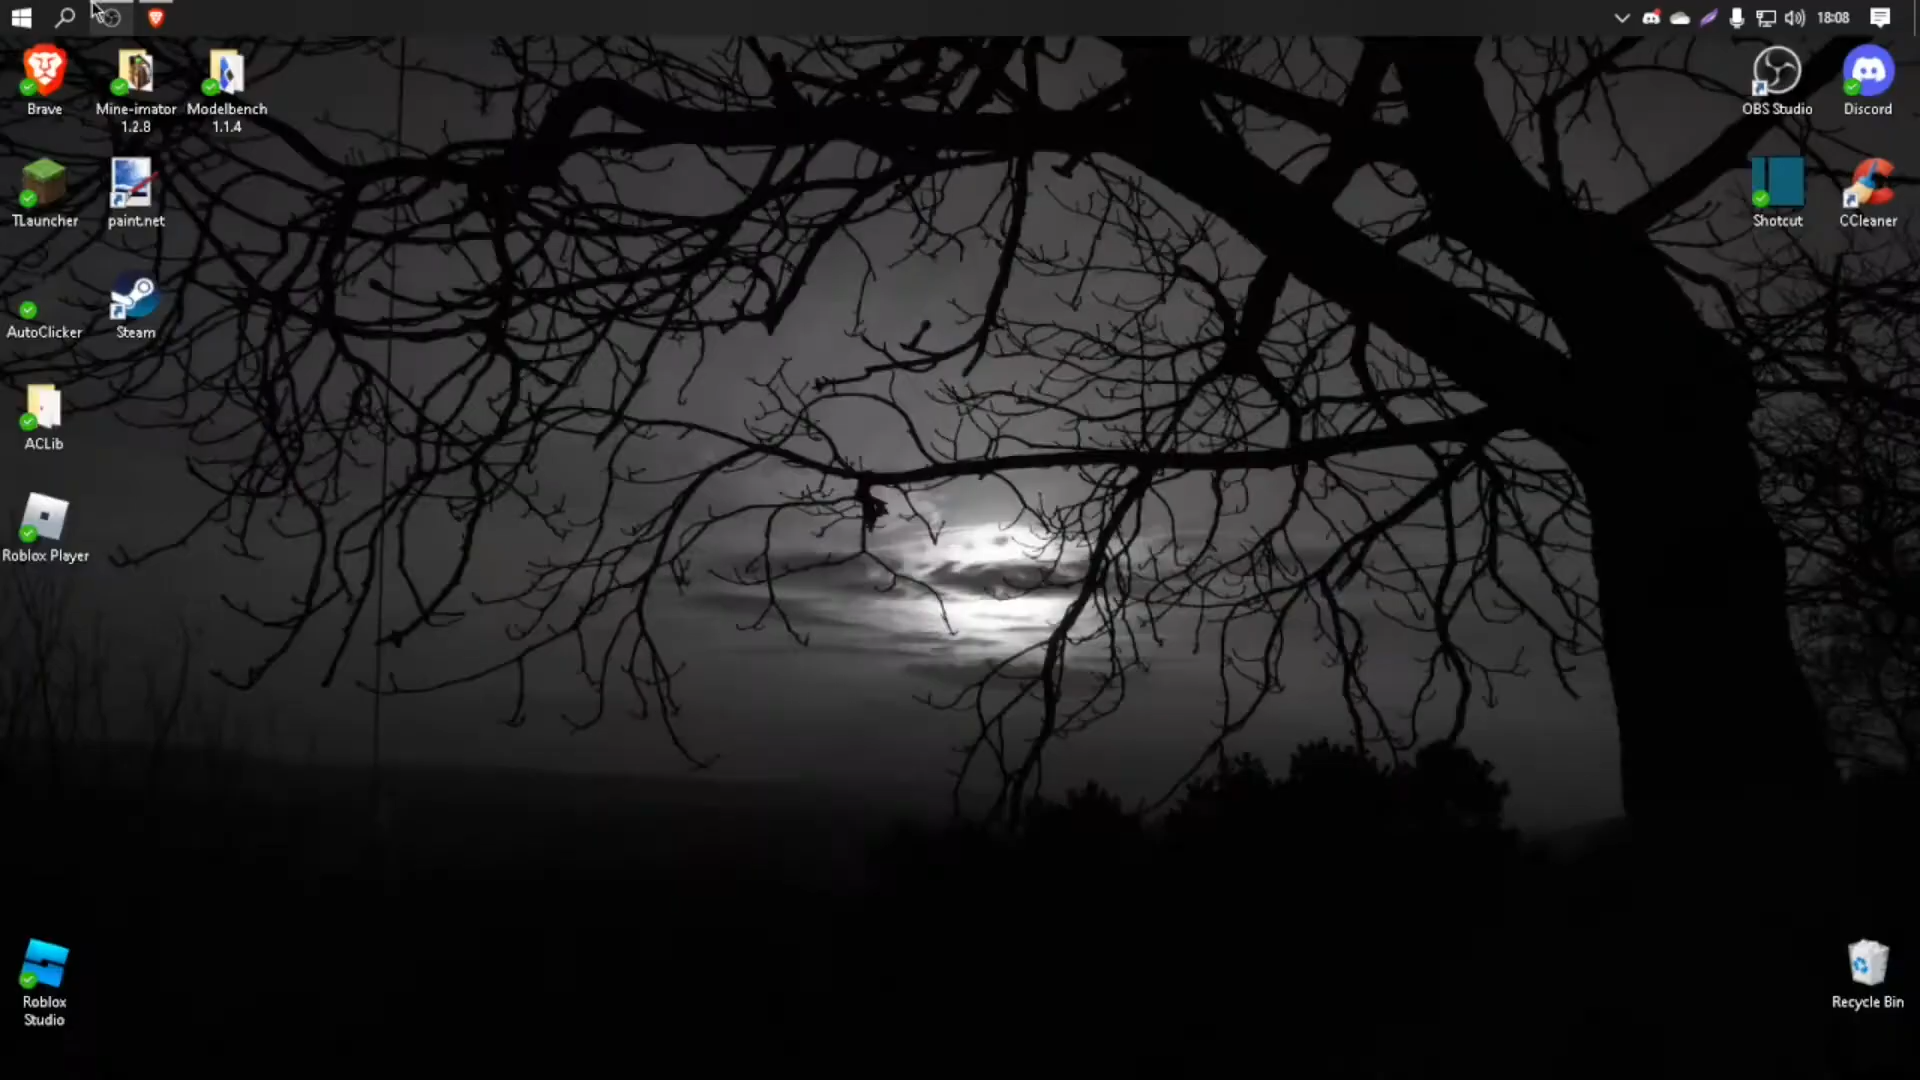 18:08
Brave
Mine-imator
1.2.8
Modelbench
1.1.4
OBS Studio
Discord
TLauncher
paint.net
Shotcut
CCleaner
AutoClicker
Steam
ACLib
Roblox Player
Roblox
Studio
Recycle Bin